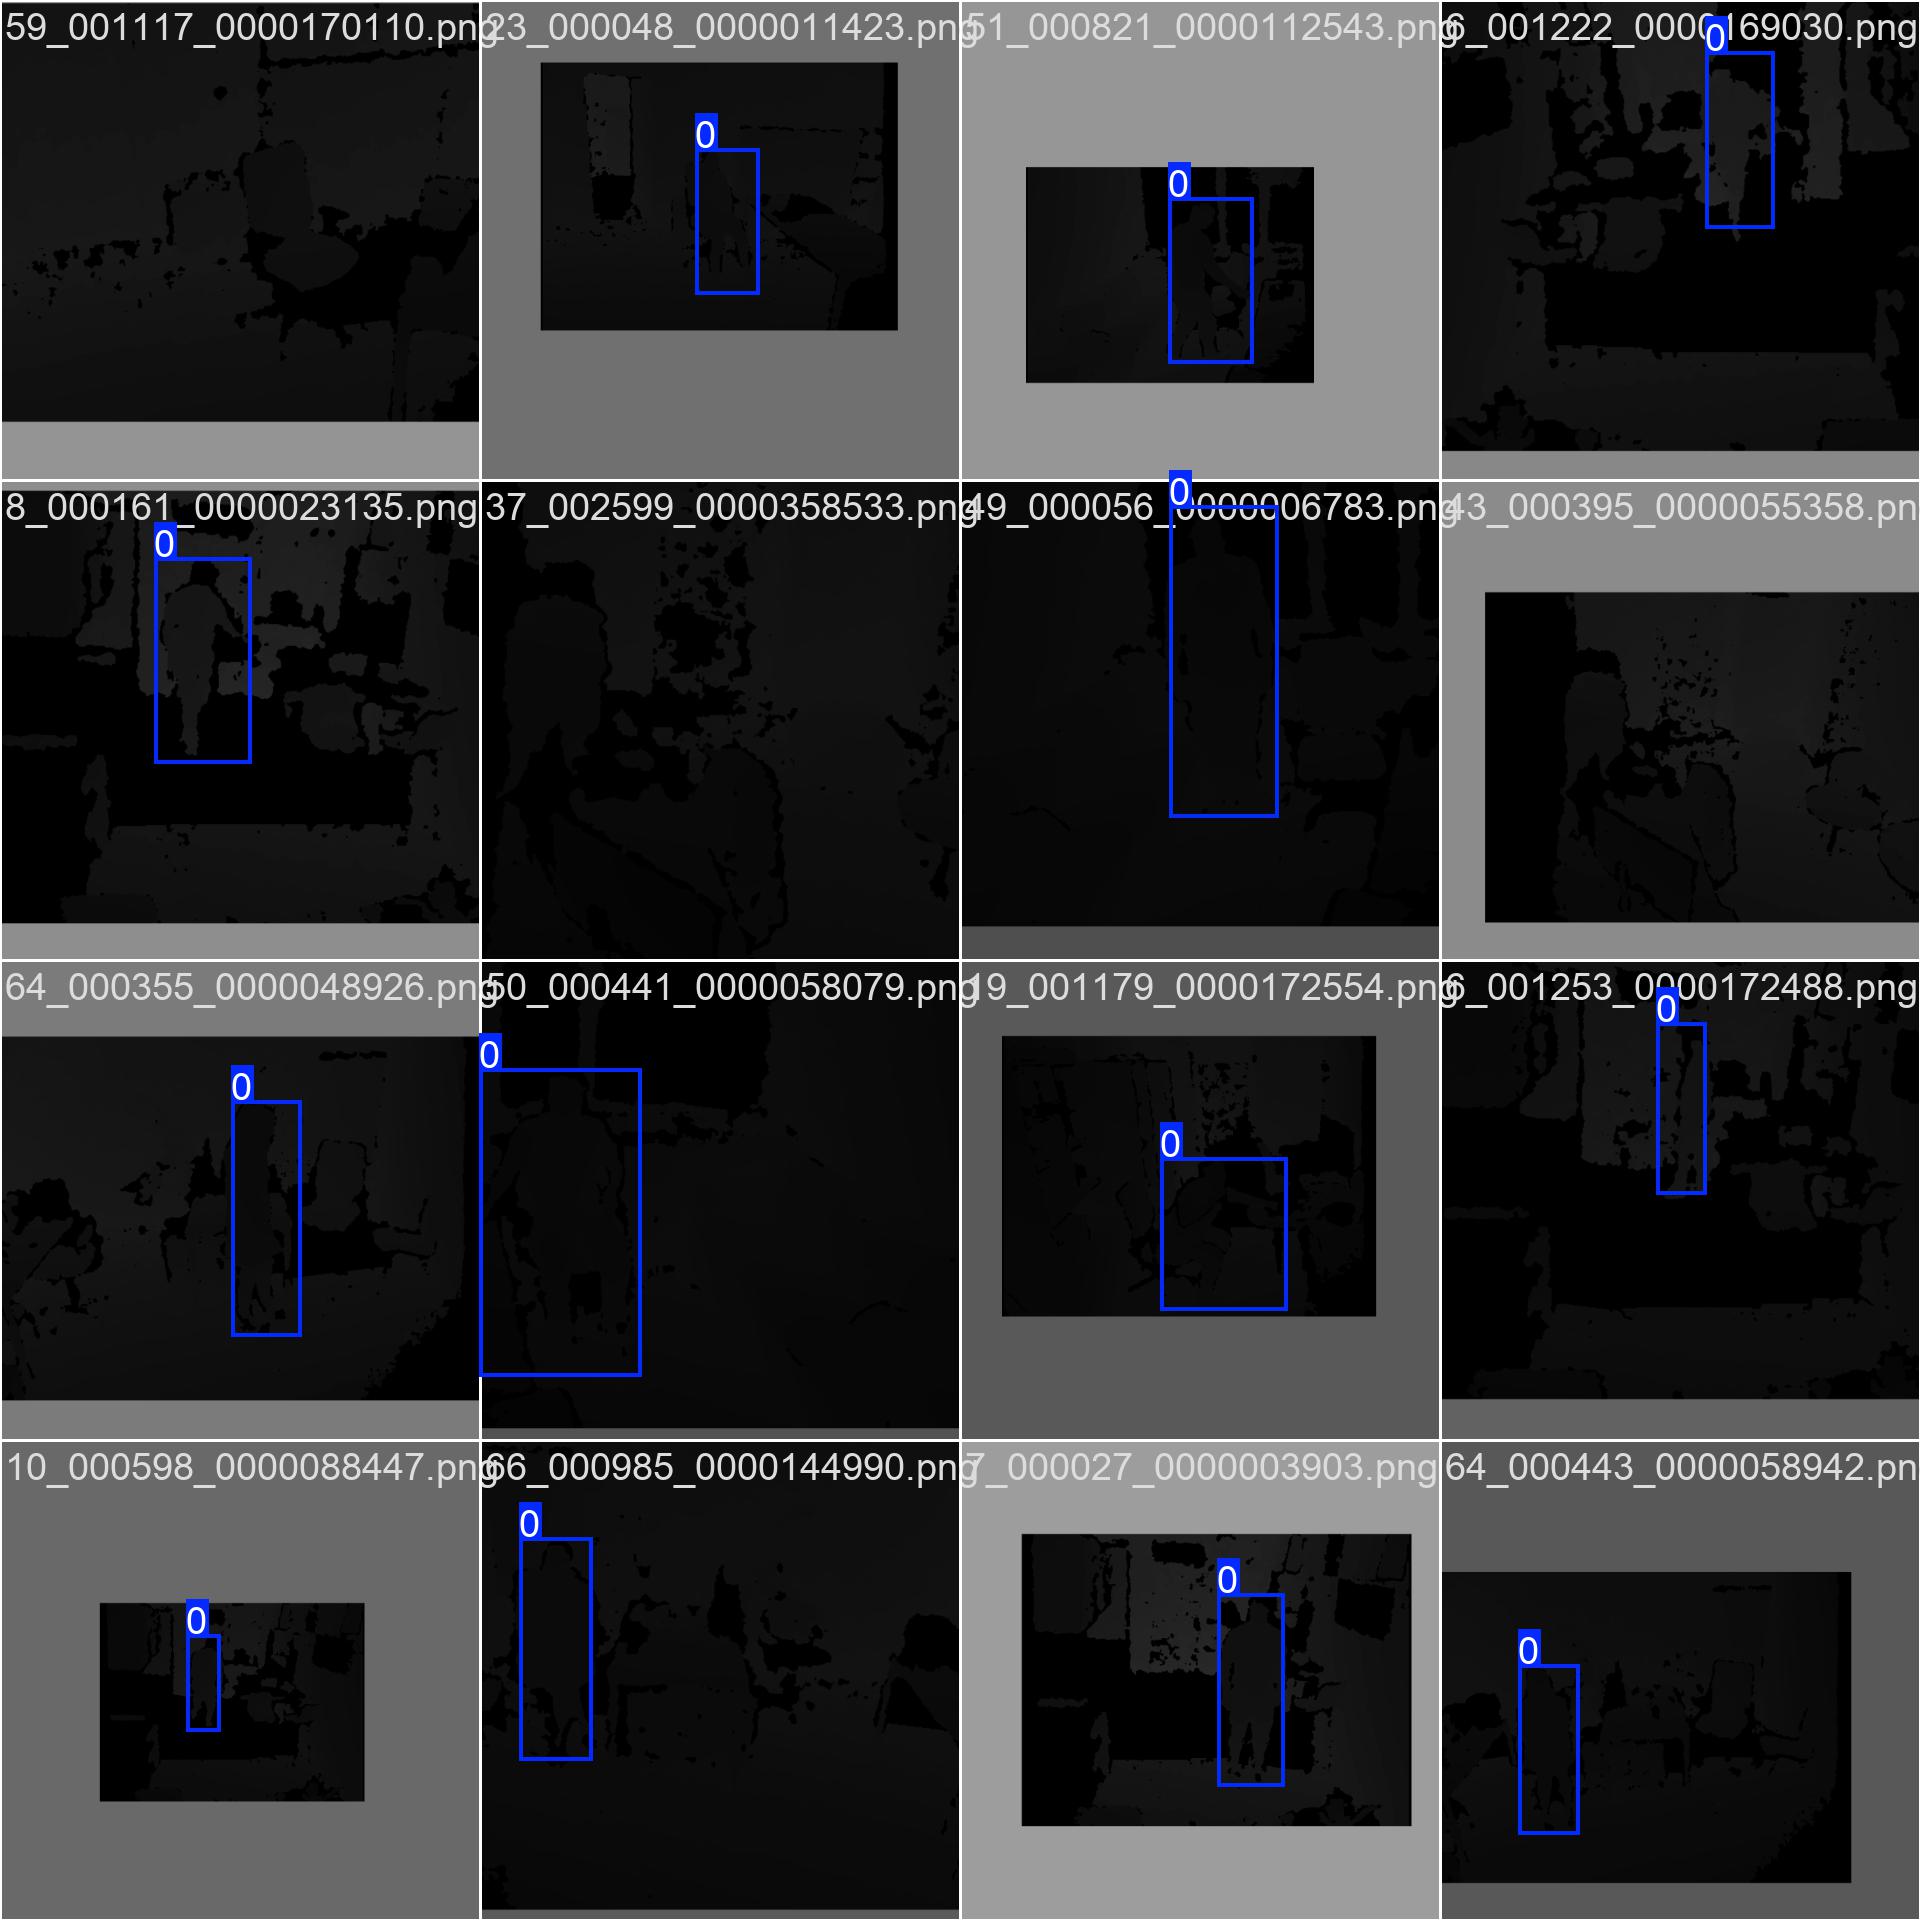 59_001117_0000170110.png
23_000048_0000011423.png
0
51_000821_0000112543.png
0
6_001222_0000169030.png
0
8_000161_0000023135.png
0
37_002599_0000358533.png
49_000056_0000006783.png
0
43_000395_0000055358.pn
64_000355_0000048926.png
0
50_000441_0000058079.png
0
19_001179_0000172554.png
0
6_001253_0000172488.png
0
10_000598_0000088447.png
0
66_000985_0000144990.png
0
7_000027_0000003903.png
0
64_000443_0000058942.pn
0